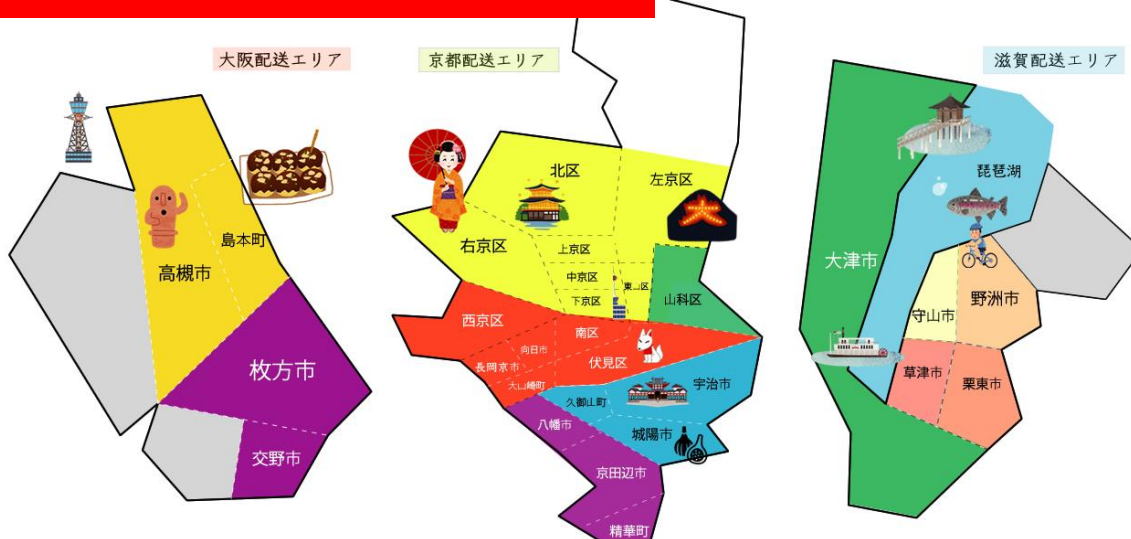 大阪配送エリア
京都配送エリア
滋賀配送エリア
島本町
高槻市
枚方市
交野市
北区
左京区
右京区
上京区
中京区
下京区
山科区
西京区
南区
向日市
伏見区
長岡京市
大山崎町
宇治市
久御山町
八幡市
城陽市
京田辺市
精華町
琵琶湖
大津市
守山市
野洲市
草津市
栗東市